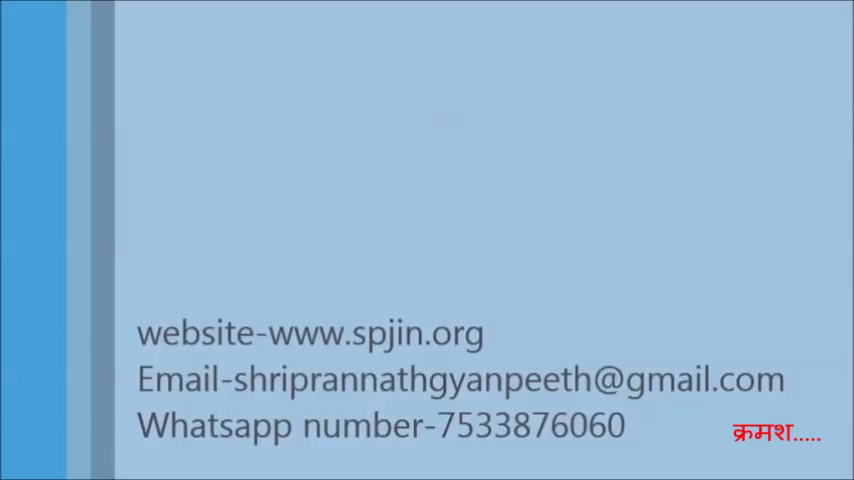 website-www.spjin.org
Email-shriprannathgyanpeeth@gmail.com
Whatsapp number-7533876060
क्रमश.....